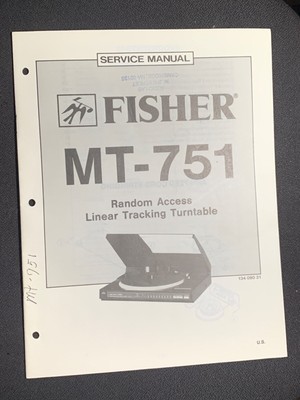 SERVICE MANUAL
FISHER®
MT-751
Random Access
Linear Tracking Turntable
U.S.
MT-751